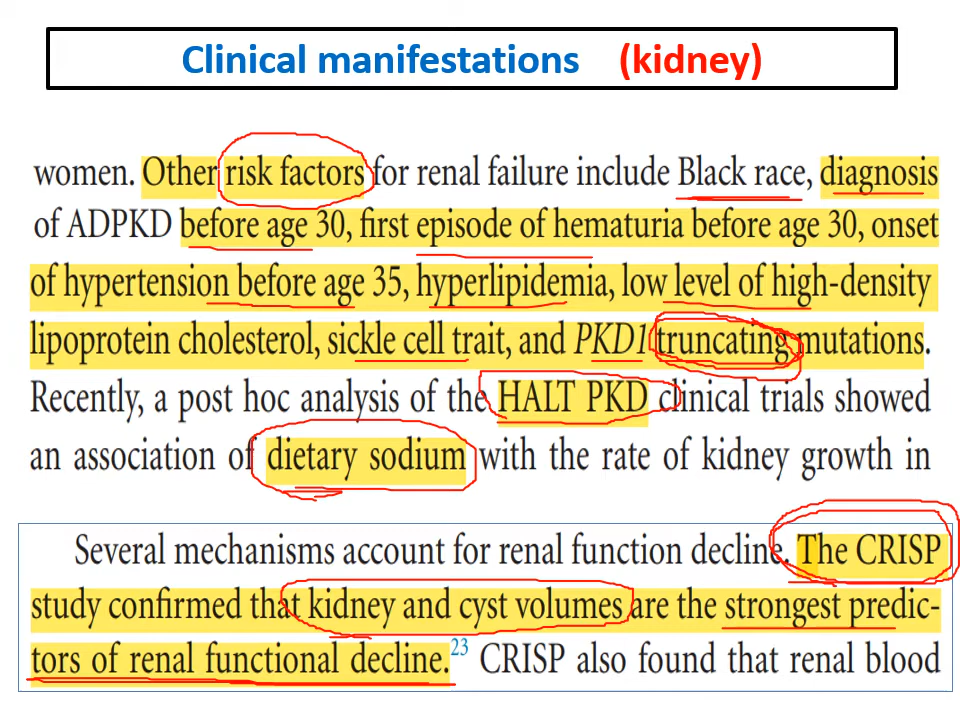 Clinical manifestations (kidney)
women. Other risk factors for renal failure include Black race, diagnosis
of ADPKD before age 30, first episode of hematuria before age 30, onset
of hypertension before age 35, hyperlipidemia, low level of high-density
lipoprotein cholesterol, sickle cell trait, and PKD1 truncating mutations.
Recently, a post hoc analysis of the HALT PKD clinical trials showed
an association of dietary sodium with the rate of kidney growth in
Several mechanisms account for renal function decline. The CRISP
study confirmed that kidney and cyst volumes are the strongest predic-
tors of renal functional decline.23 CRISP also found that renal blood